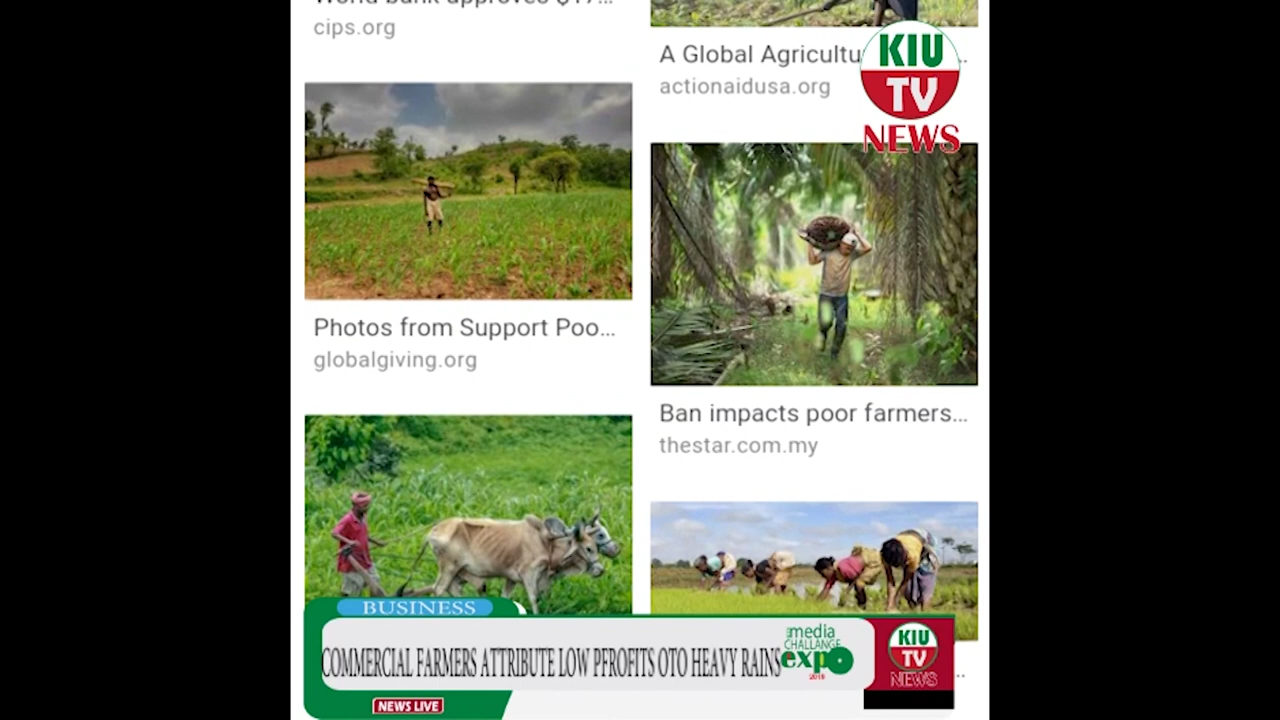 cips.org
A Global Agricultu
actionaidusa.org
KIU
TV
NEWS
Photos from Support Poo...
globalgiving.org
Ban impacts poor farmers...
thestar.com.my
BUSINESS
COMMERCIAL FARMERS ATTRIBUTE LOW PFROFITS OTO HEAVY RAINS
media
CHALLANGE
expo
2019
KIU
TV
NEWS
NEWS LIVE